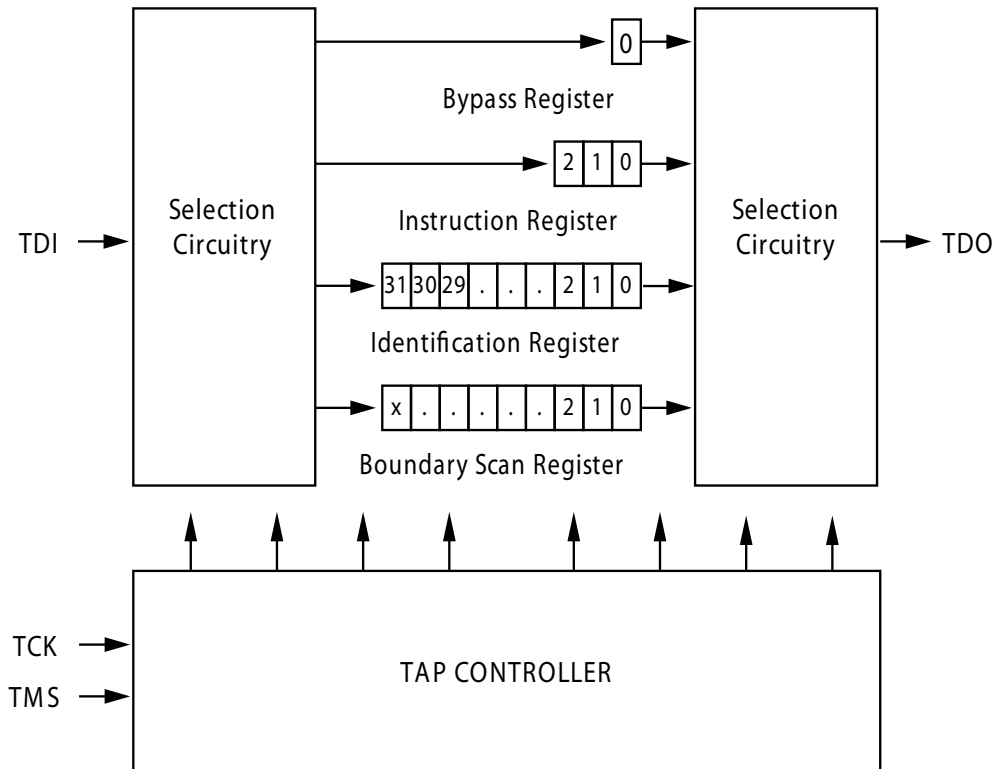 0
Bypass Register
2 1 0
Selection
Circuitry
Selection
Circuitry
Instruction Register
TDI
TDO
31 30 29 . . . 2 1 0
Identification Register
x . . . . . 2 1 0
Boundary Scan Register
TCK
TMS
TAP CONTROLLER